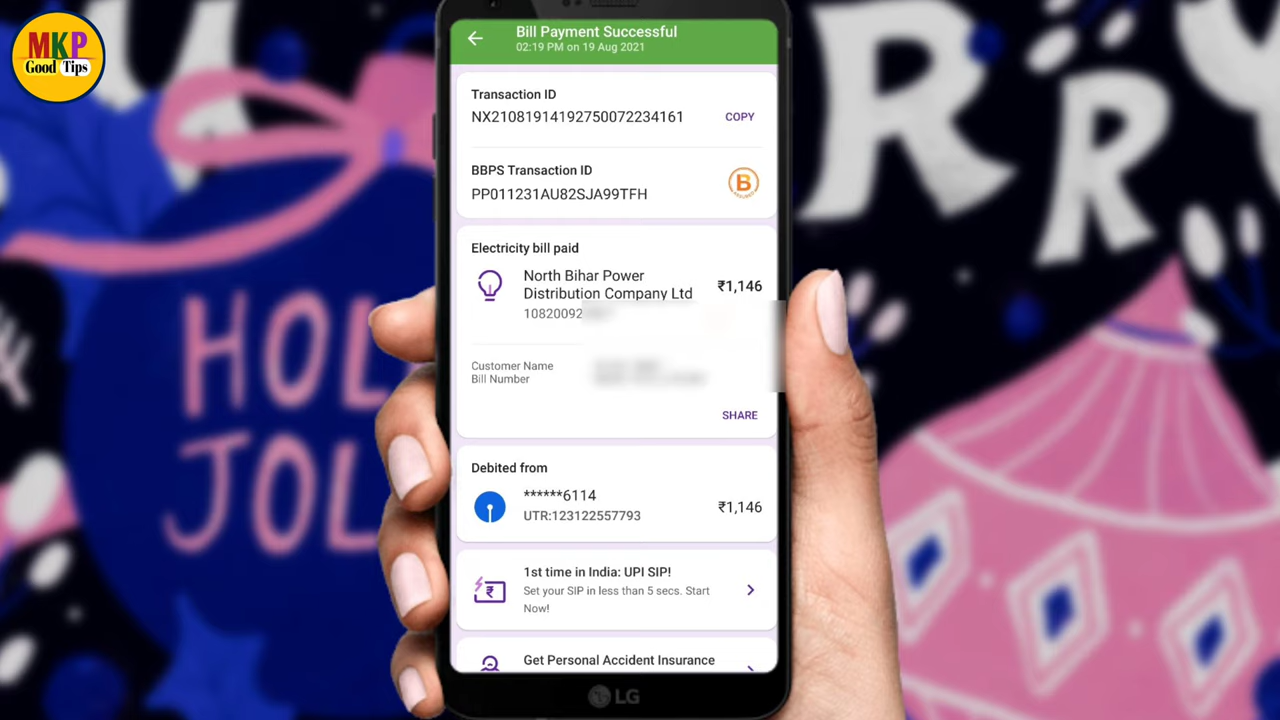 MKP
Good Tips
Bill Payment Successful
02:19 PM on 19 Aug 2021
Transaction ID
NX21081914192750072234161
COPY
BBPS Transaction ID
PP011231AU82SJA99TFH
B
Electricity bill paid
North Bihar Power
Distribution Company Ltd
₹1,146
10820092
Customer Name
Bill Number
SHARE
Debited from
******6114
₹1,146
UTR:123122557793
1st time in India: UPI SIP!
Set your SIP in less than 5 secs. Start
Now!
Get Personal Accident Insurance
LG
HOL
JOL
RR